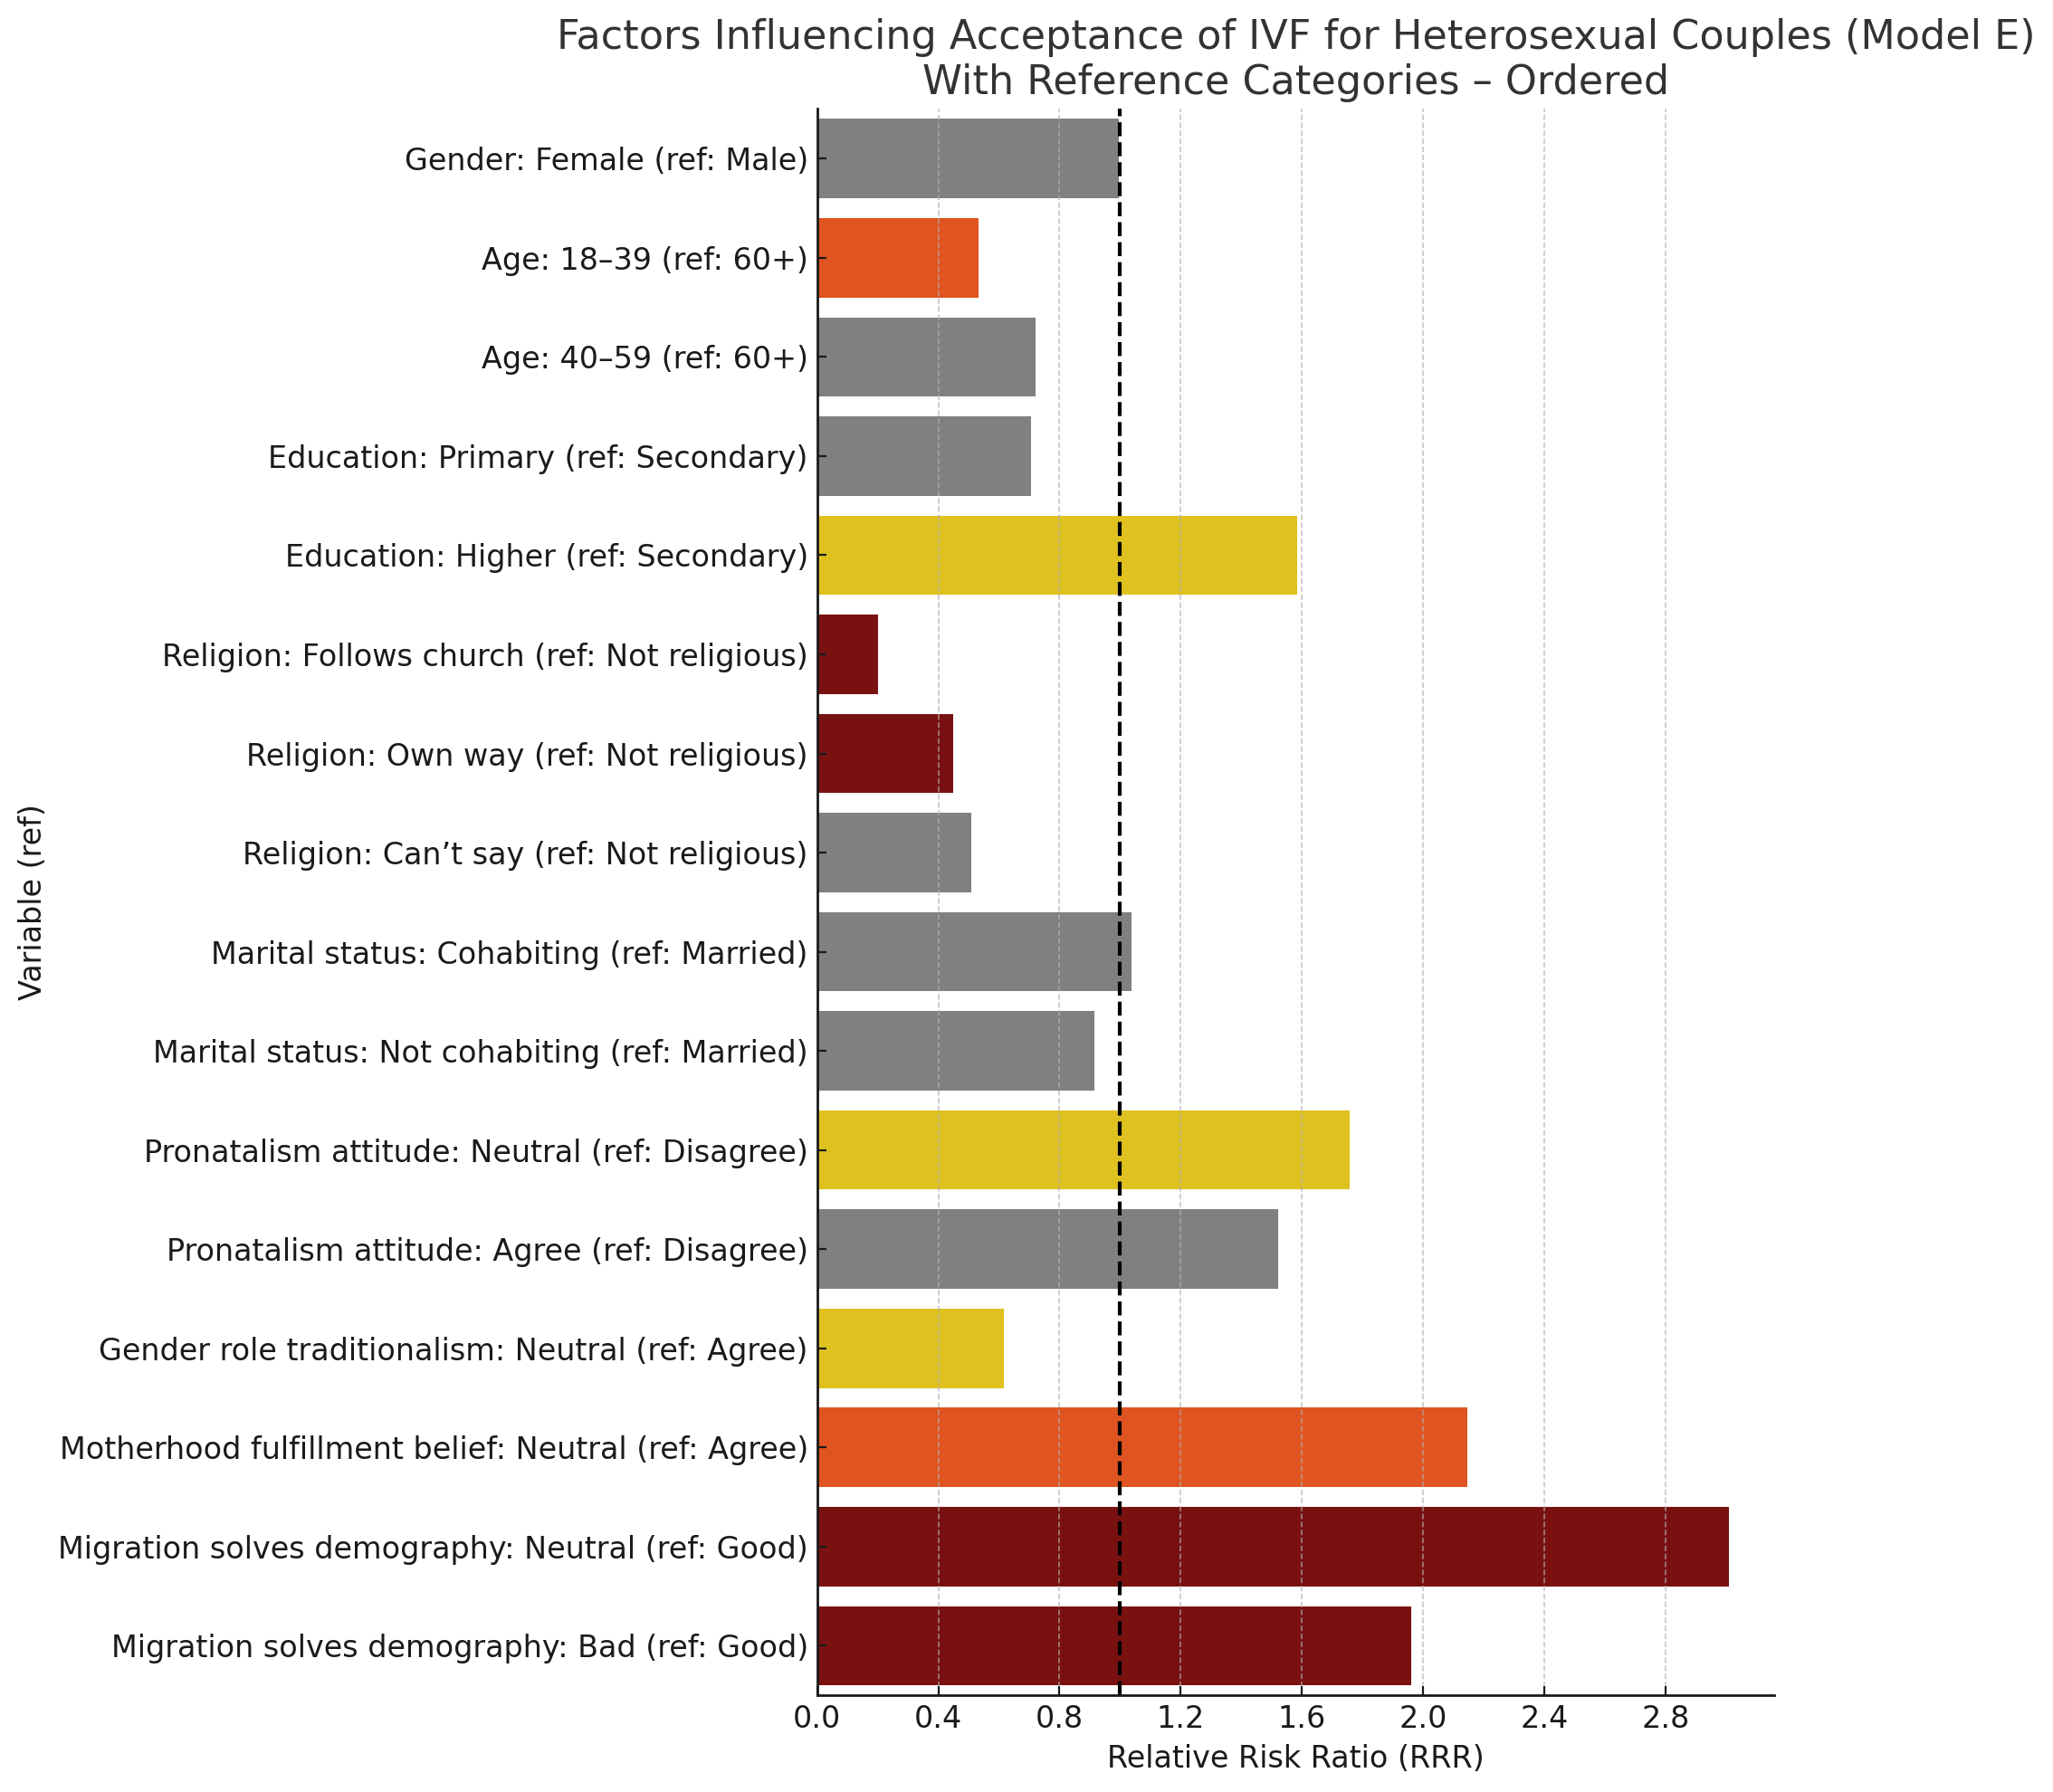 Factors Influencing Acceptance of IVF for Heterosexual Couples (Model E)
With Reference Categories – Ordered
Variable (ref)
Gender: Female (ref: Male)
Age: 18–39 (ref: 60+)
Age: 40–59 (ref: 60+)
Education: Primary (ref: Secondary)
Education: Higher (ref: Secondary)
Religion: Follows church (ref: Not religious)
Religion: Own way (ref: Not religious)
Religion: Can’t say (ref: Not religious)
Marital status: Cohabiting (ref: Married)
Marital status: Not cohabiting (ref: Married)
Pronatalism attitude: Neutral (ref: Disagree)
Pronatalism attitude: Agree (ref: Disagree)
Gender role traditionalism: Neutral (ref: Agree)
Motherhood fulfillment belief: Neutral (ref: Agree)
Migration solves demography: Neutral (ref: Good)
Migration solves demography: Bad (ref: Good)
0.0 0.4 0.8 1.2 1.6 2.0 2.4 2.8
Relative Risk Ratio (RRR)